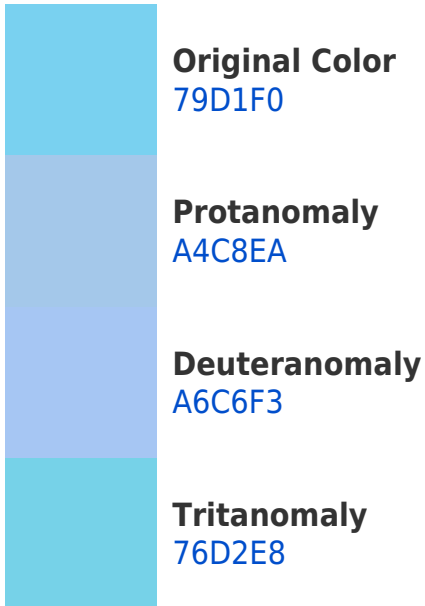 Original Color
79D1F0
Protanomaly
A4C8EA
Deuteranomaly
A6C6F3
Tritanomaly
76D2E8